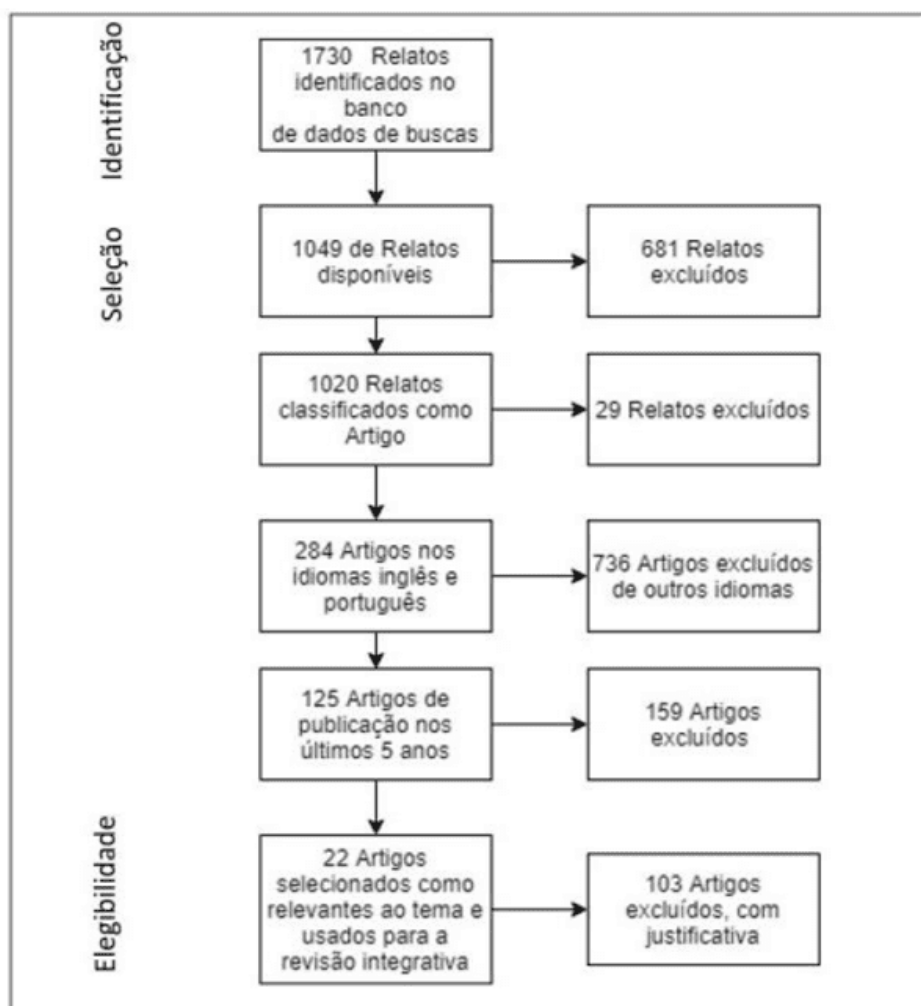 Identificação
1730 Relatos
identificados no
banco
de dados de buscas
Seleção
1049 de Relatos
disponíveis
681 Relatos
excluídos
1020 Relatos
classificados como
Artigo
29 Relatos excluídos
284 Artigos nos
idiomas inglês e
português
736 Artigos excluídos
de outros idiomas
125 Artigos de
publicação nos
últimos 5 anos
159 Artigos
excluídos
Elegibilidade
22 Artigos
selecionados como
relevantes ao tema e
usados para a
revisão integrativa
103 Artigos
excluídos, com
justificativa